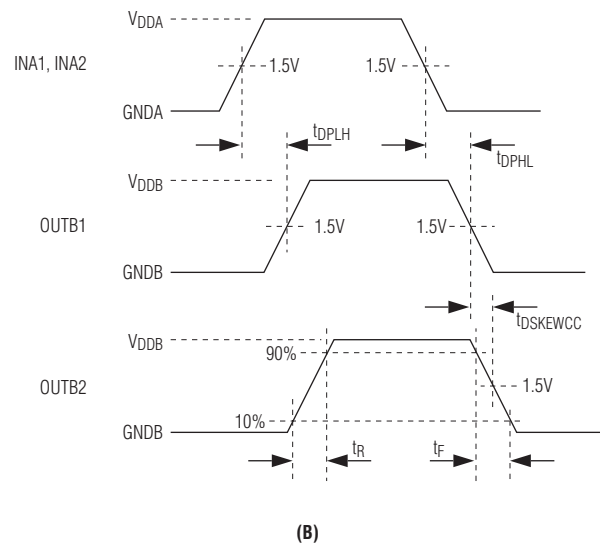 VDDA
INA1, INA2
1.5V
1.5V
GNDA
tDPLH
tDPHL
VDDB
OUTB1
1.5V
1.5V
GNDB
tDSKEWCC
VDDB
90%
OUTB2
1.5V
10%
GNDB
tR
tF
(B)